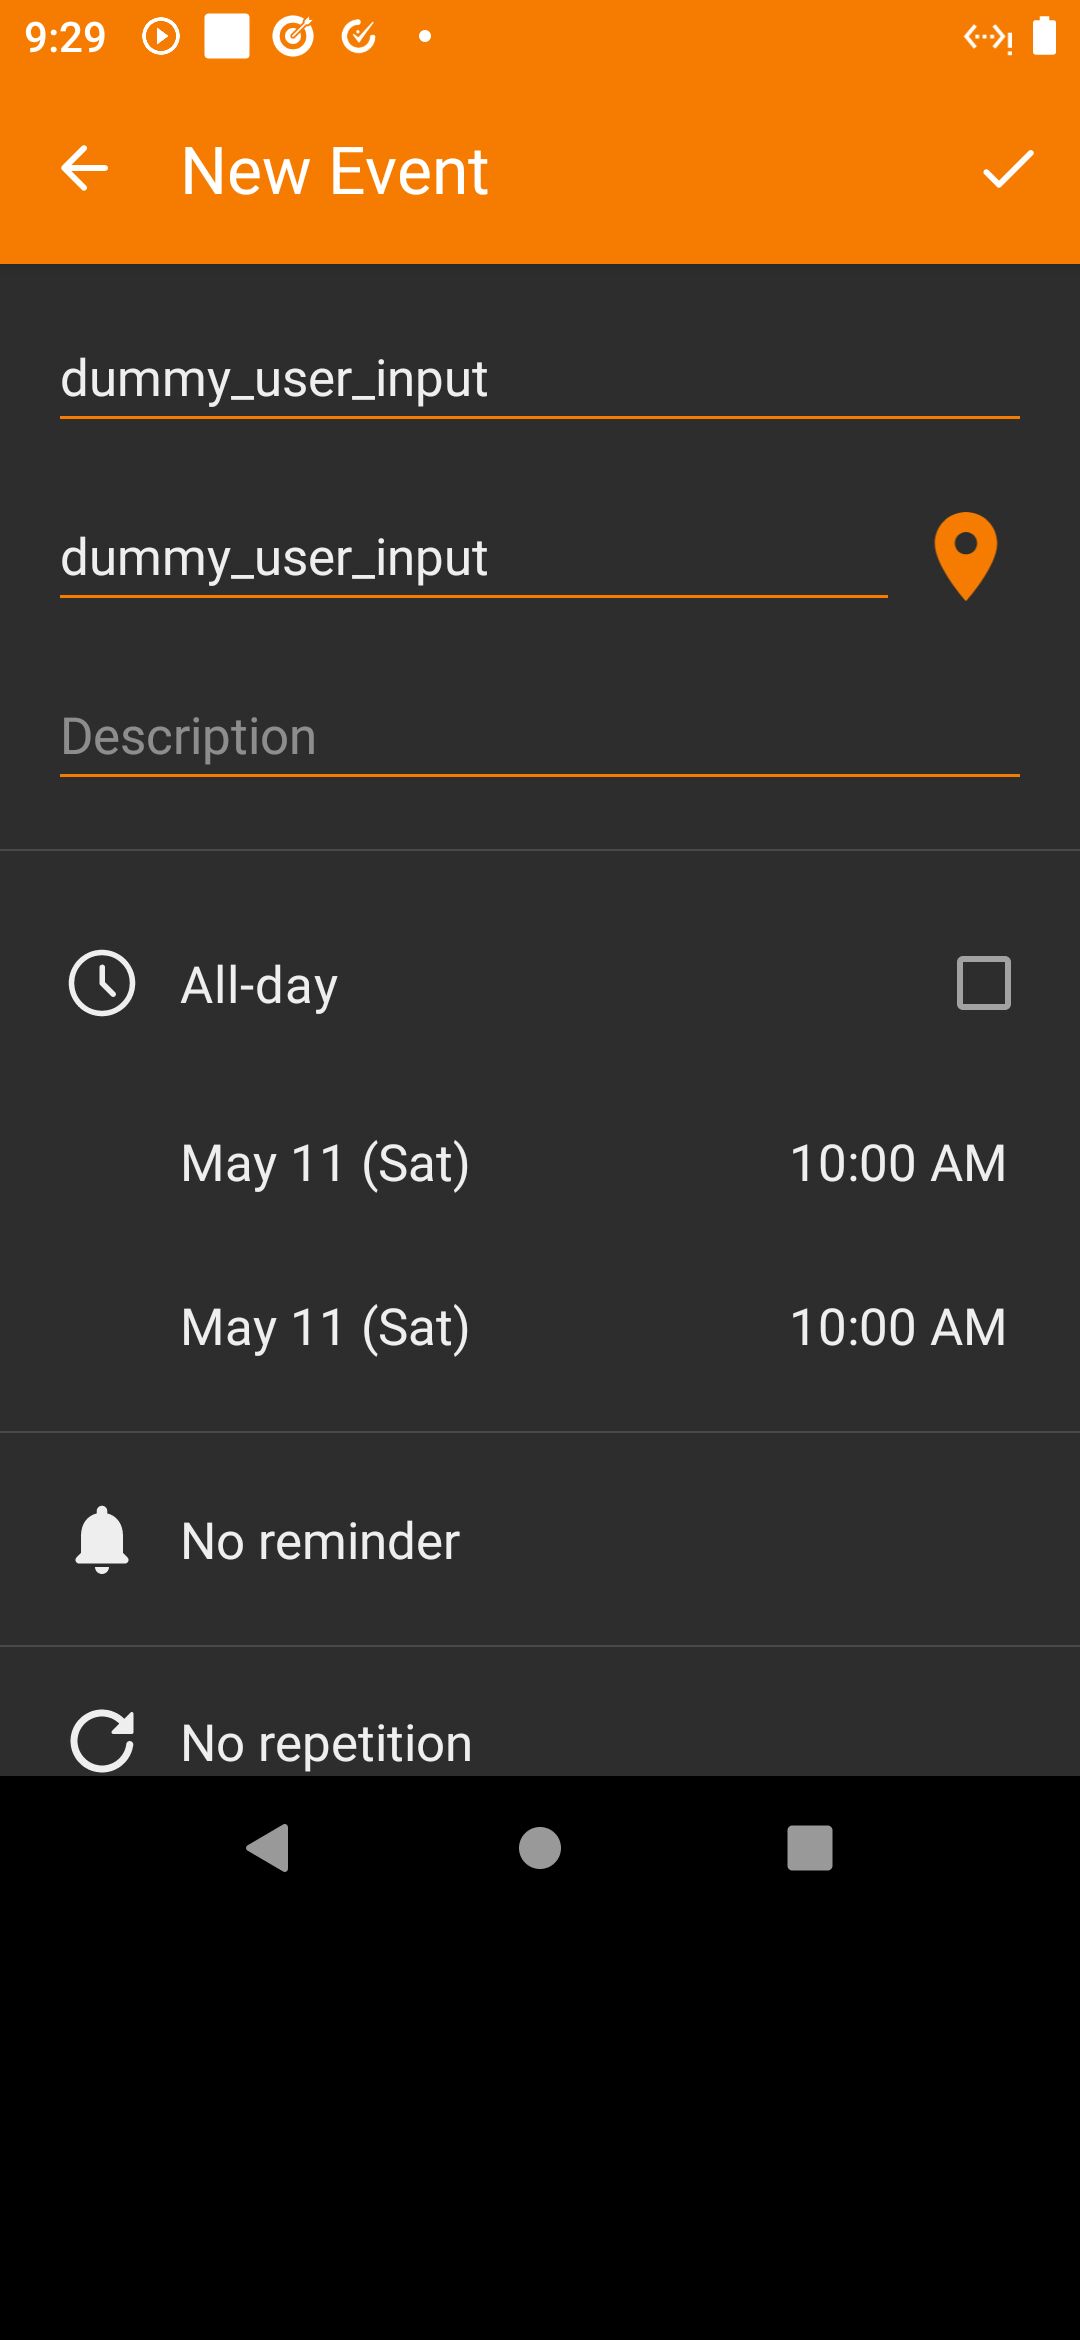 9:29
New Event
dummy_user_input
dummy_user_input
Description
All-day
May 11 (Sat) 10:00 AM
May 11 (Sat) 10:00 AM
No reminder
No repetition